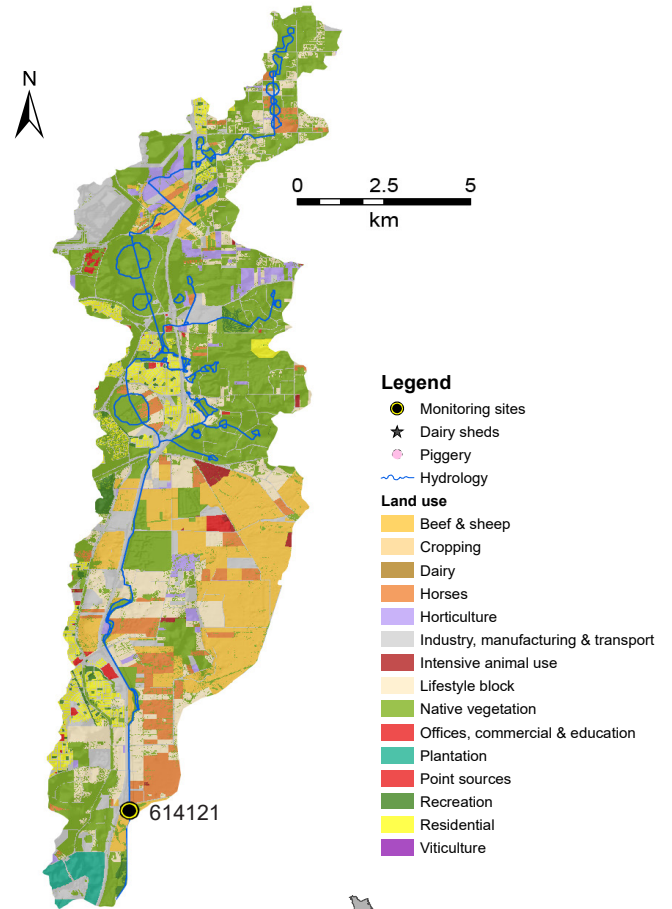 N
0 2.5 5
km
Legend
Monitoring sites
Dairy sheds
Piggery
Hydrology
Land use
Beef & sheep
Cropping
Dairy
Horses
Horticulture
Industry, manufacturing & transport
Intensive animal use
Lifestyle block
Native vegetation
Offices, commercial & education
Plantation
Point sources
Recreation
Residential
Viticulture
614121